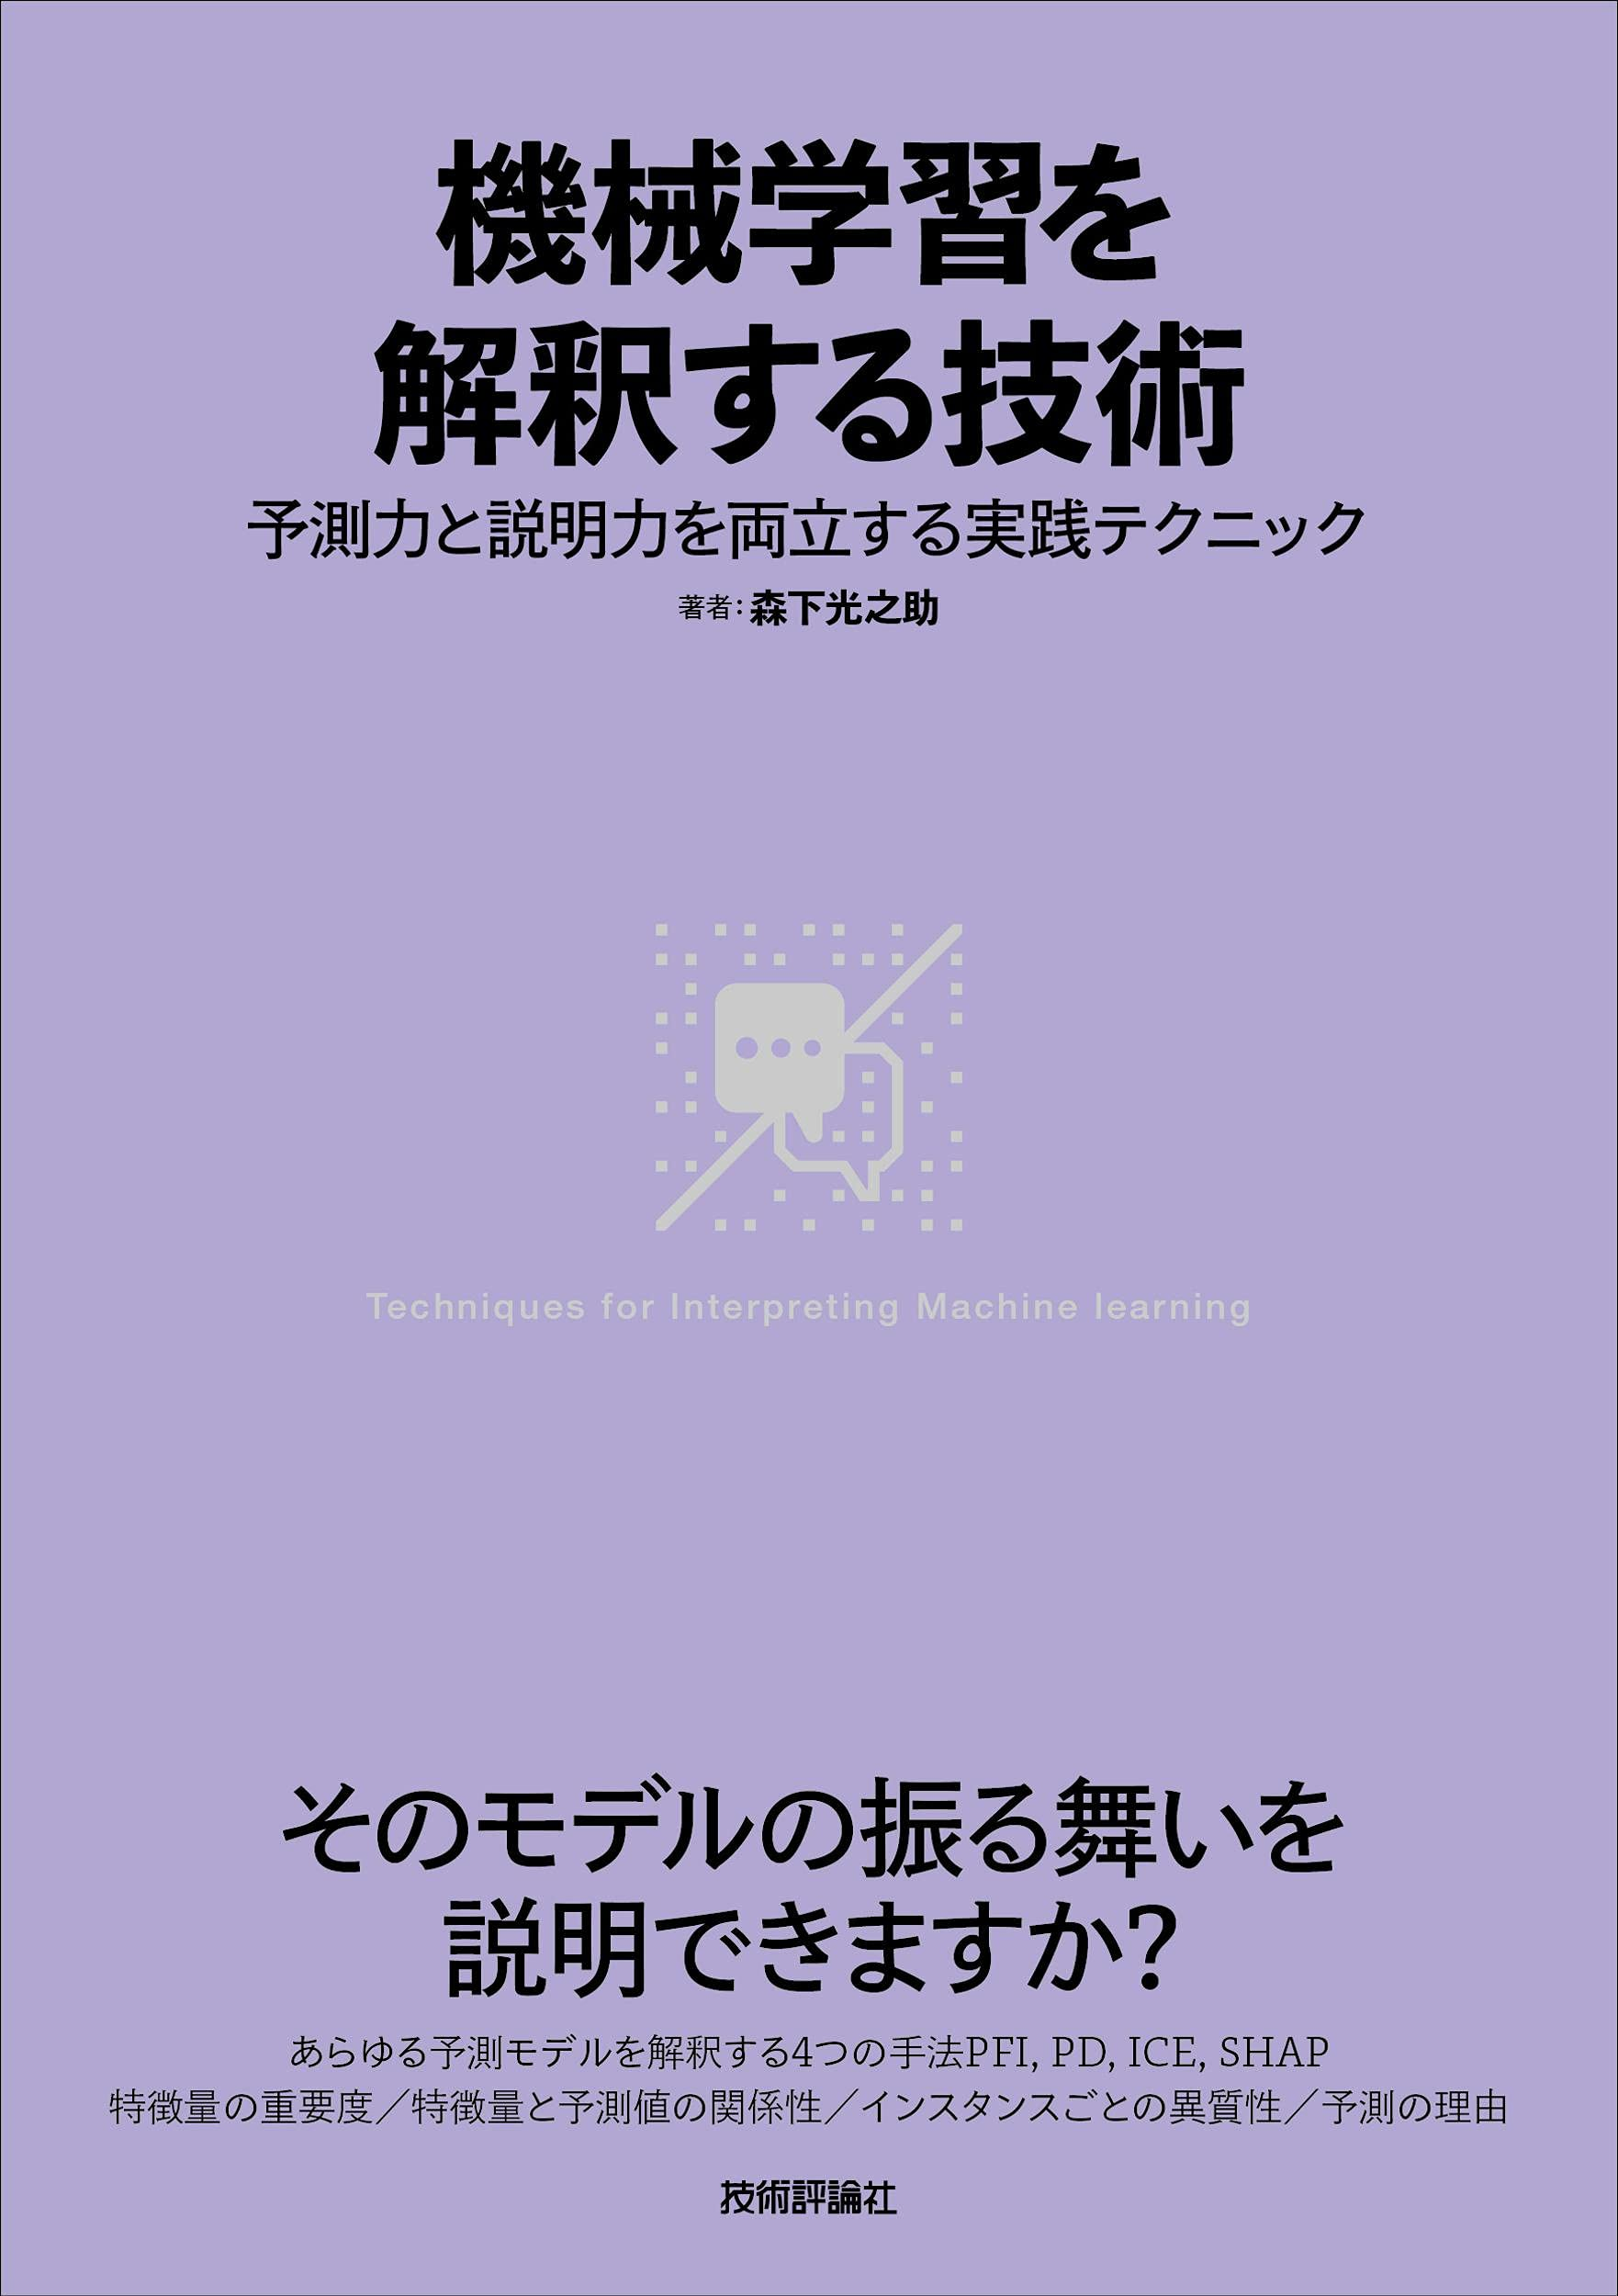 機械学習を
解釈する技術
予測力と説明力を両立する実践テクニック
著者：森下光之助
Techniques for Interpreting Machine learning
そのモデルの振る舞いを
説明できますか？
あらゆる予測モデルを解釈する4つの手法PFI, PD, ICE, SHAP
特徴量の重要度／特徴量と予測値の関係性／インスタンスごとの異質性／予測の理由
技術評論社